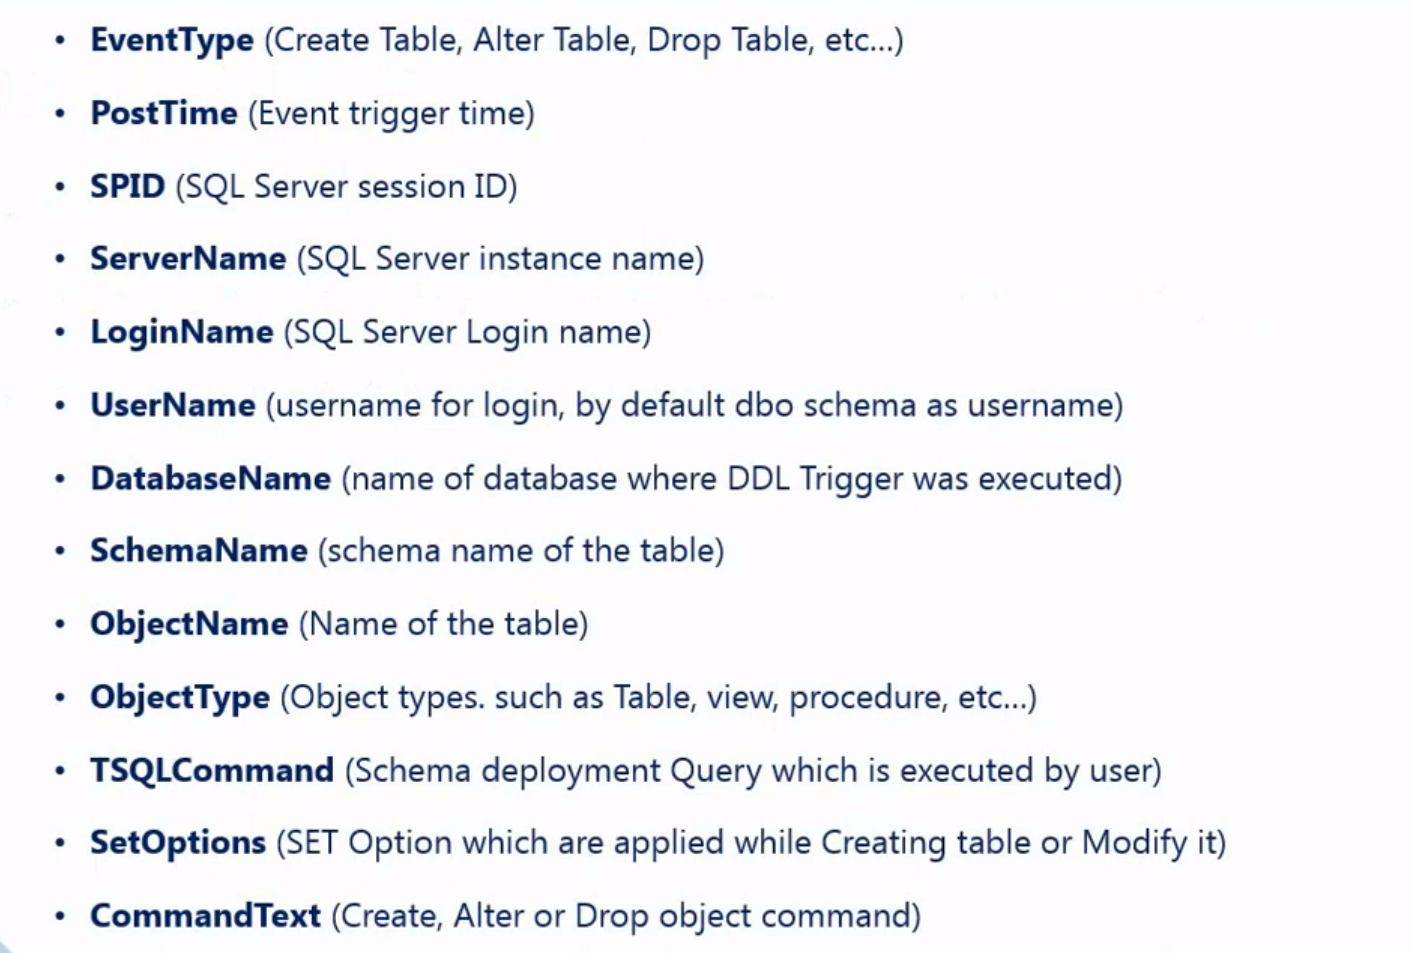 • EventType (Create Table, Alter Table, Drop Table, etc...)
• PostTime (Event trigger time)
• SPID (SQL Server session ID)
• ServerName (SQL Server instance name)
• LoginName (SQL Server Login name)
• UserName (username for login, by default dbo schema as username)
• DatabaseName (name of database where DDL Trigger was executed)
• SchemaName (schema name of the table)
• ObjectName (Name of the table)
• ObjectType (Object types. such as Table, view, procedure, etc...)
• TSQLCommand (Schema deployment Query which is executed by user)
• SetOptions (SET Option which are applied while Creating table or Modify it)
• CommandText (Create, Alter or Drop object command)